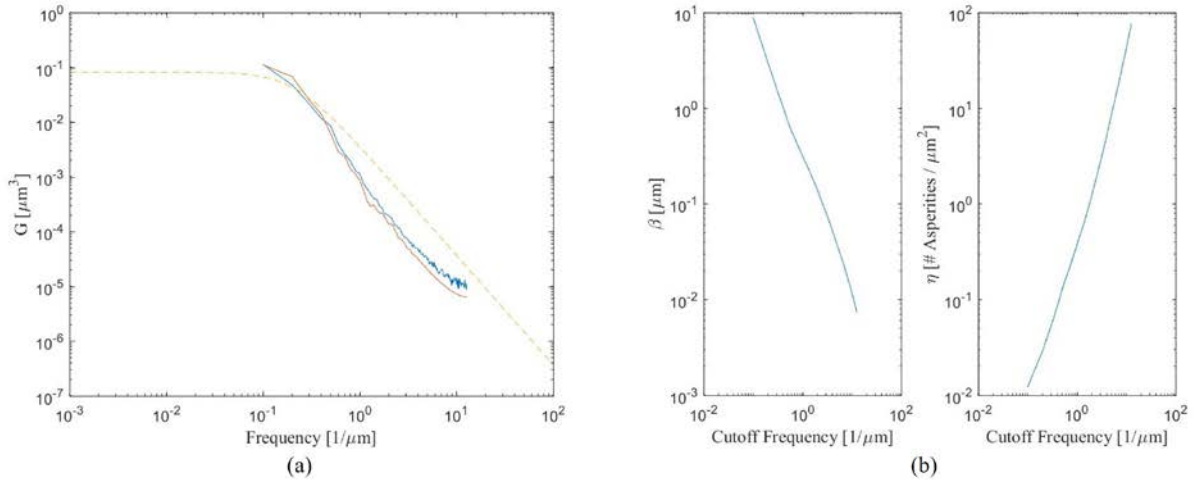 10^0
10^-1
10^-2
10^-3
10^-4
10^-5
10^-6
10^-7
G [μm^3]
10^-3 10^-2 10^-1 10^0 10^1 10^2
Frequency [1/μm]
(a)
10^1
10^0
10^-1
10^-2
10^-3
β [μm]
10^-2 10^0 10^2
Cutoff Frequency [1/μm]
10^2
10^1
10^0
10^-1
10^-2
η [# Asperities / μm^2]
10^-2 10^0 10^2
Cutoff Frequency [1/μm]
(b)